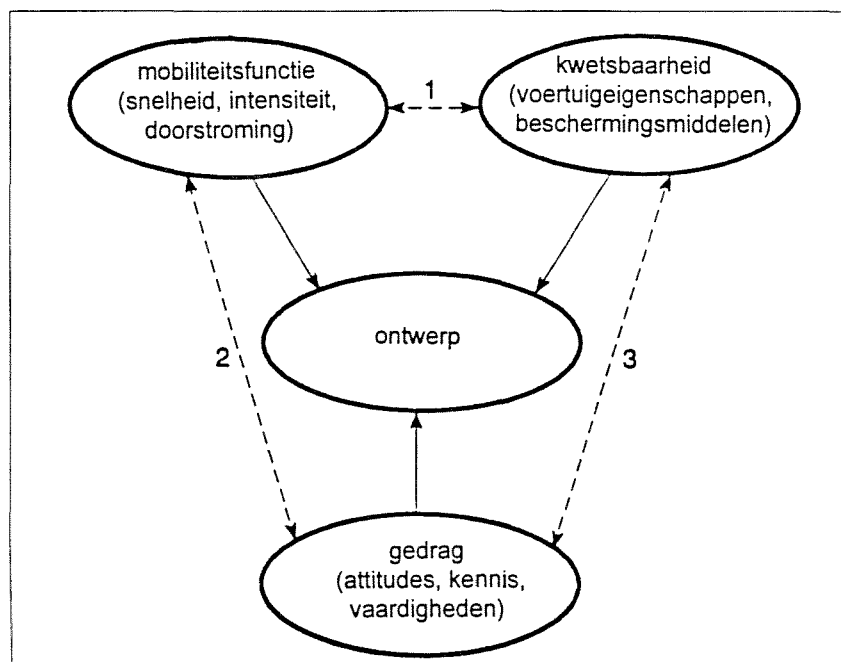 mobiliteitsfunctie
(snelheid, intensiteit,
doorstroming)
1
kwetsbaarheid
(voertuigeigenschappen,
beschermingsmiddelen)
ontwerp
2
3
gedrag
(attitudes, kennis,
vaardigheden)